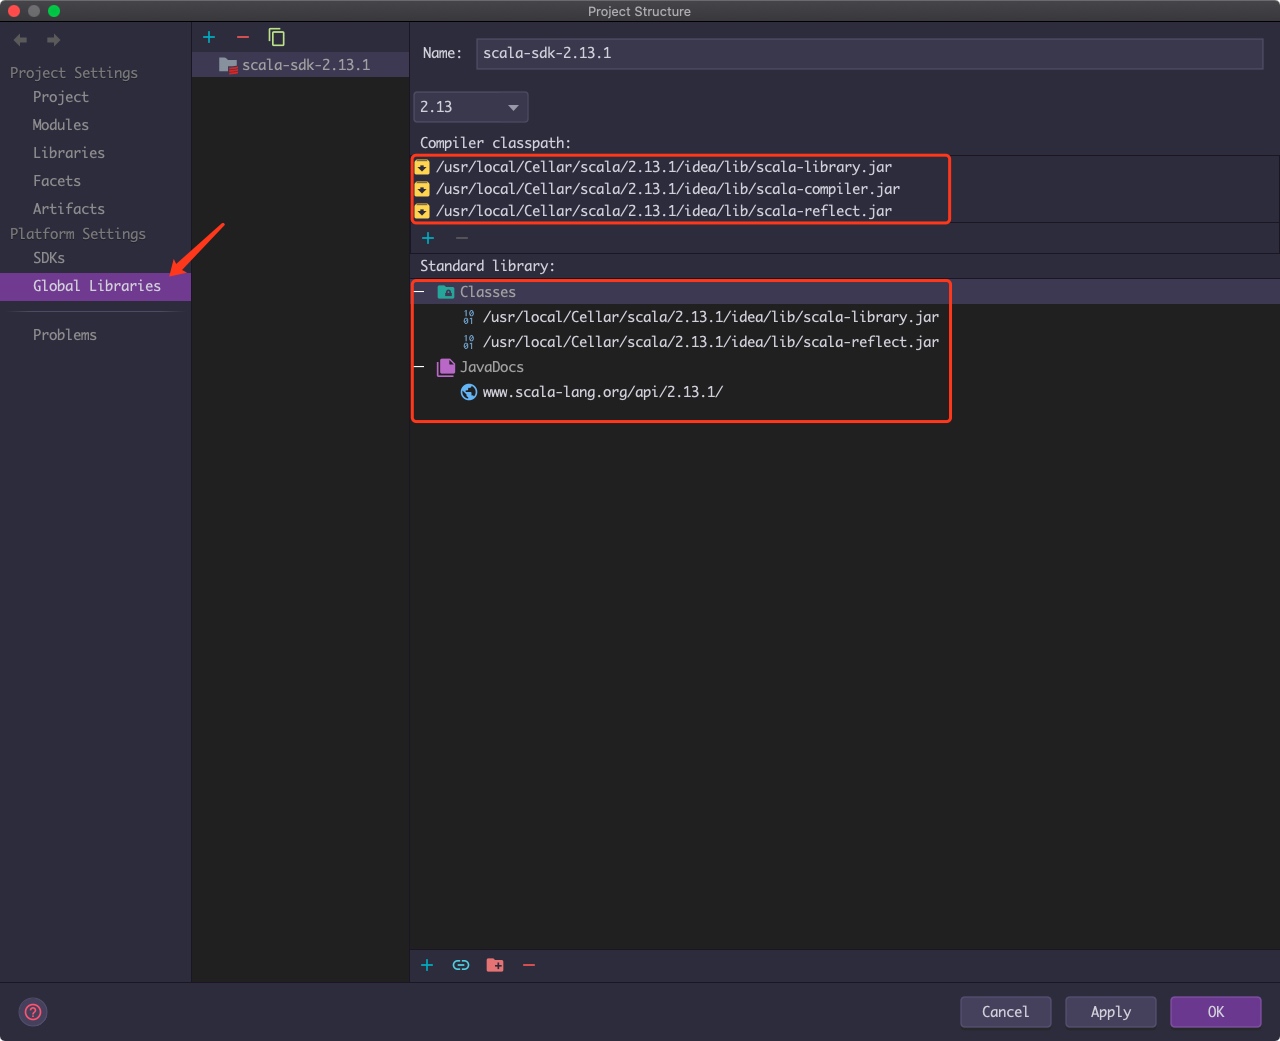 Project Structure
Project Settings
Project
Modules
Libraries
Facets
Artifacts
Platform Settings
SDKs
Global Libraries
Problems
scala-sdk-2.13.1
Name: scala-sdk-2.13.1
2.13
Compiler classpath:
/usr/local/Cellar/scala/2.13.1/idea/lib/scala-library.jar
/usr/local/Cellar/scala/2.13.1/idea/lib/scala-compiler.jar
/usr/local/Cellar/scala/2.13.1/idea/lib/scala-reflect.jar
Standard library:
Classes
/usr/local/Cellar/scala/2.13.1/idea/lib/scala-library.jar
/usr/local/Cellar/scala/2.13.1/idea/lib/scala-reflect.jar
JavaDocs
www.scala-lang.org/api/2.13.1/
Cancel Apply OK